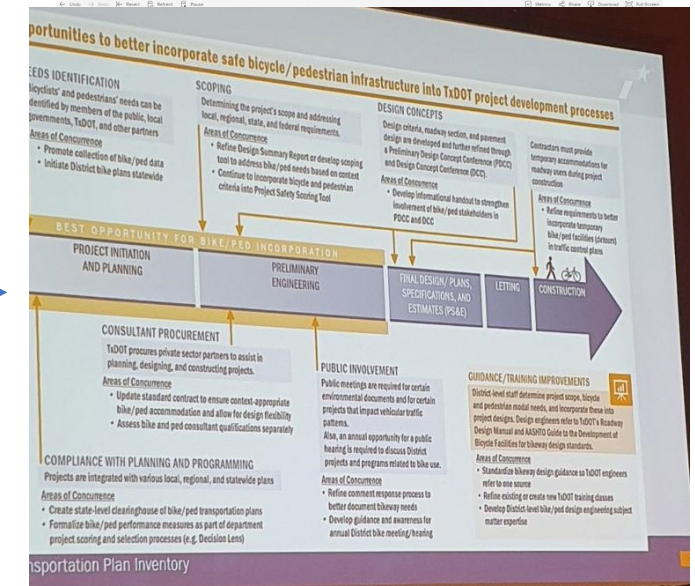 Undo
Redo
Revert
Refresh
Pause
Metrics
Share
Download
Full Screen
portunities to better incorporate safe bicycle/pedestrian infrastructure into TxDOT project development processes
EEDS IDENTIFICATION
Bicyclists' and pedestrians' needs can be
identified by members of the public, local
governments, TxDOT, and other partners
Areas of Concurrence
• Promote collection of bike/ped data
• Initiate District bike plans statewide
SCOPING
Determining the project's scope and addressing
local, regional, state, and federal requirements.
Areas of Concurrence
• Refine Design Summary Report or develop scoping
tool to address bike/ped needs based on context
• Continue to incorporate bicycle and pedestrian
criteria into Project Safety Scoring Tool
DESIGN CONCEPTS
Design criteria, roadway section, and pavement
design are developed and further refined through
a Preliminary Design Concept Conference (PDCC)
and Design Concept Conference (DCC).
Areas of Concurrence
• Develop informational handout to strengthen
involvement of bike/ped stakeholders in
PDCC and DCC
Contractors must provide
temporary accommodations for
roadway users during project
construction
Areas of Concurrence
• Refine requirements to better
incorporate temporary
bike/ped facilities (detours)
in traffic control plans
BEST OPPORTUNITY FOR BIKE/PED INCORPORATION
PROJECT INITIATION
AND PLANNING
PRELIMINARY
ENGINEERING
FINAL DESIGN/ PLANS,
SPECIFICATIONS, AND
ESTIMATES (PS&E)
LETTING
CONSTRUCTION
CONSULTANT PROCUREMENT
TxDOT procures private sector partners to assist in
planning, designing, and constructing projects.
Areas of Concurrence
• Update standard contract to ensure context-appropriate
bike/ped accommodation and allow for design flexibility
• Assess bike and ped consultant qualifications separately
COMPLIANCE WITH PLANNING AND PROGRAMMING
Projects are integrated with various local, regional, and statewide plans
Areas of Concurrence
• Create state-level clearinghouse of bike/ped transportation plans
• Formalize bike/ped performance measures as part of department
project scoring and selection processes (e.g. Decision Lens)
PUBLIC INVOLVEMENT
Public meetings are required for certain
environmental documents and for certain
projects that impact vehicular traffic
patterns.
Also, an annual opportunity for a public
hearing is required to discuss District
projects and programs related to bike use.
Areas of Concurrence
• Refine comment response process to
better document bikeway needs
• Develop guidance and awareness for
annual District bike meeting/hearing
GUIDANCE/TRAINING IMPROVEMENTS
District-level staff determine project scope, bicycle
and pedestrian modal needs, and incorporate these into
project designs. Design engineers refer to TxDOT's Roadway
Design Manual and AASHTO Guide to the Development of
Bicycle Facilities for bikeway design standards.
Areas of Concurrence
• Standardize bikeway design guidance so TxDOT engineers
refer to one source
• Refine existing or create new TxDOT training classes
• Develop District-level bike/ped design engineering subject
matter expertise
nsportation Plan Inventory